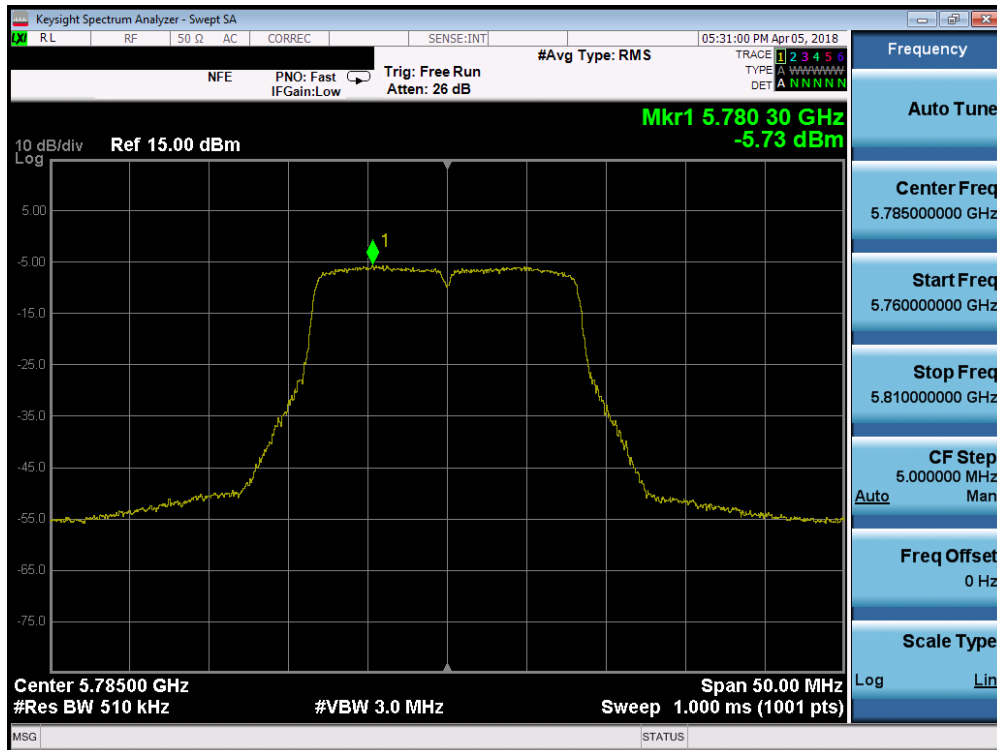 Keysight Spectrum Analyzer - Swept SA
LXI RL RF 50 Ω AC CORREC SENSE:INT 05:31:00 PM Apr 05, 2018
Frequency
NFE
PNO: Fast
IFGain:Low
Trig: Free Run
Atten: 26 dB
#Avg Type: RMS
TRACE 1 2 3 4 5 6
TYPE A WWWWW
DET A N N N N N
Mkr1 5.780 30 GHz
-5.73 dBm
10 dB/div Ref 15.00 dBm
Log
1
5.00
-5.00
-15.0
-25.0
-35.0
-45.0
-55.0
-65.0
-75.0
Center 5.78500 GHz Span 50.00 MHz
#Res BW 510 kHz #VBW 3.0 MHz Sweep 1.000 ms (1001 pts)
Auto Tune
Center Freq
5.785000000 GHz
Start Freq
5.760000000 GHz
Stop Freq
5.810000000 GHz
CF Step
5.000000 MHz
Auto Man
Freq Offset
0 Hz
Scale Type
Log Lin
MSG STATUS